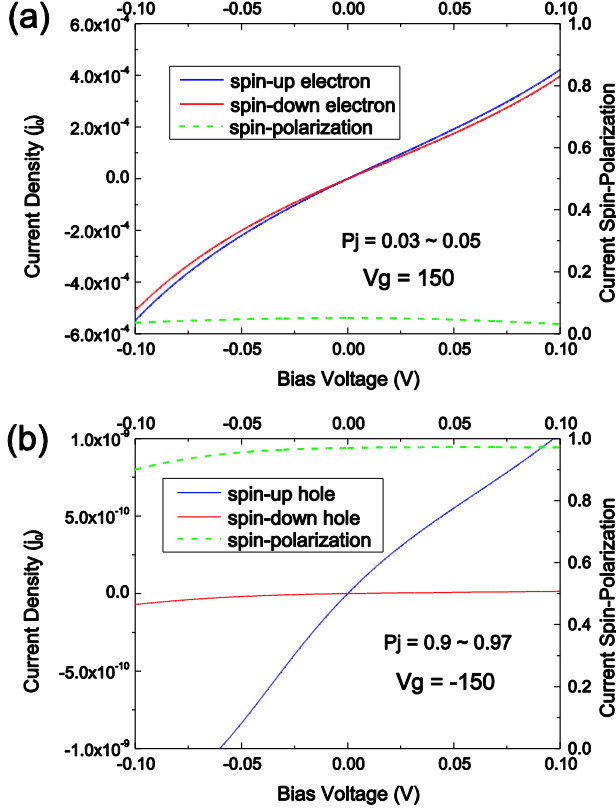 (a)
-0.10 -0.05 0.00 0.05 0.10
6.0x10⁻⁴ 1.0
4.0x10⁻⁴ 0.8
2.0x10⁻⁴ 0.6
0.0
-2.0x10⁻⁴ 0.4
-4.0x10⁻⁴ 0.2
-6.0x10⁻⁴ 0.0
Current Density (j₀)
Current Spin-Polarization
spin-up electron
spin-down electron
spin-polarization
Pj = 0.03 ~ 0.05
Vg = 150
-0.10 -0.05 0.00 0.05 0.10
Bias Voltage (V)
(b)
-0.10 -0.05 0.00 0.05 0.10
1.0x10⁻⁹ 1.0
0.8
5.0x10⁻¹⁰ 0.6
0.0
0.4
-5.0x10⁻¹⁰ 0.2
-1.0x10⁻⁹ 0.0
Current Density (j₀)
Current Spin-Polarization
spin-up hole
spin-down hole
spin-polarization
Pj = 0.9 ~ 0.97
Vg = -150
-0.10 -0.05 0.00 0.05 0.10
Bias Voltage (V)